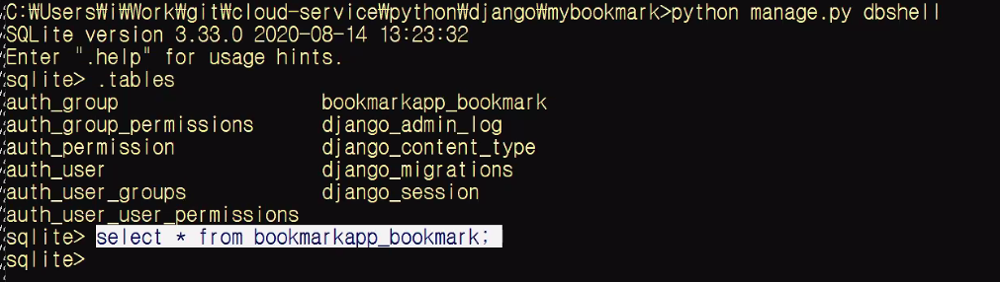 C:₩Users₩i₩Work₩git₩cloud-service₩python₩django₩mybookmark>python manage.py dbshell
SQLite version 3.33.0 2020-08-14 13:23:32
Enter ".help" for usage hints.
sqlite> .tables
auth_group                  bookmarkapp_bookmark
auth_group_permissions      django_admin_log
auth_permission             django_content_type
auth_user                   django_migrations
auth_user_groups            django_session
auth_user_user_permissions
sqlite> select * from bookmarkapp_bookmark;
sqlite>